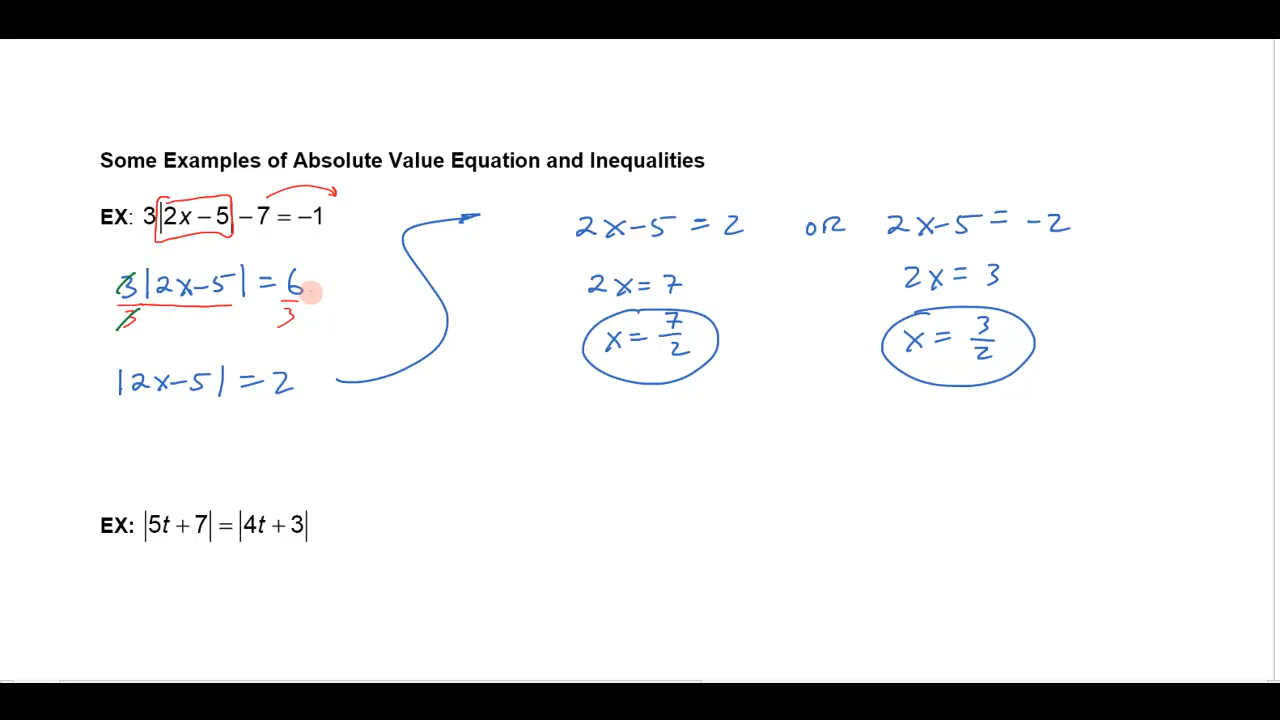 Some Examples of Absolute Value Equation and Inequalities
EX: 3|2x – 5| – 7 = –1
3|2x-5| = 6
3 3
|2x-5| = 2
2x-5 = 2 OR 2x-5 = -2
2x = 7 2x = 3
x = 7/2 x = 3/2
EX: |5t + 7| = |4t + 3|